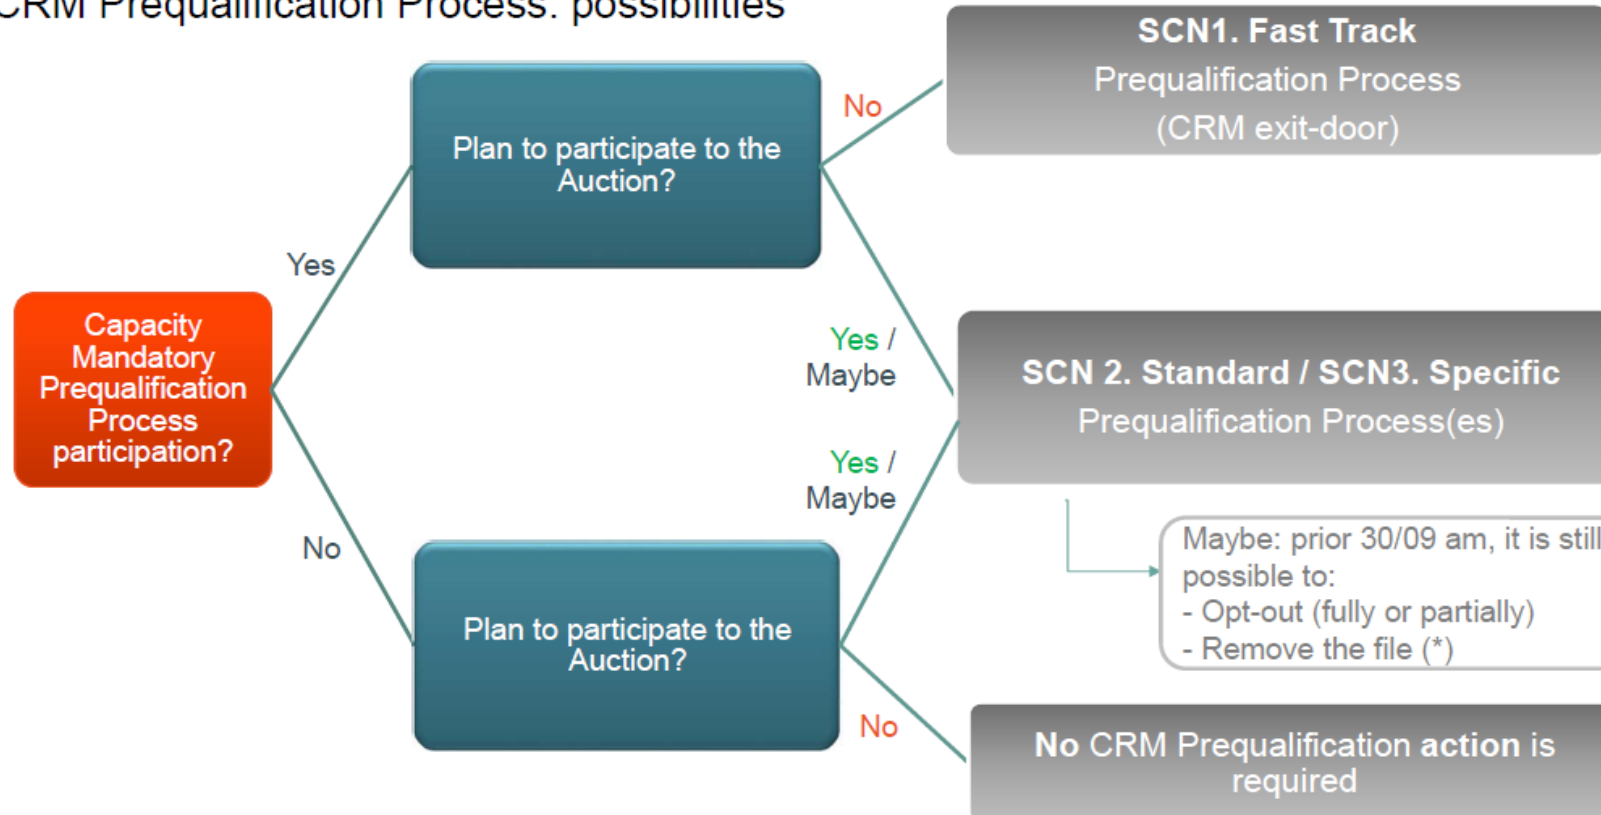 CRM Prequalification Process: possibilities
SCN1. Fast Track
Prequalification Process
(CRM exit-door)
No
Plan to participate to the
Auction?
Yes
Yes /
Maybe
Capacity
Mandatory
Prequalification
Process
participation?
SCN 2. Standard / SCN3. Specific
Prequalification Process(es)
Yes /
Maybe
No
Maybe: prior 30/09 am, it is still
possible to:
- Opt-out (fully or partially)
- Remove the file (*)
Plan to participate to the
Auction?
No
No CRM Prequalification action is
required